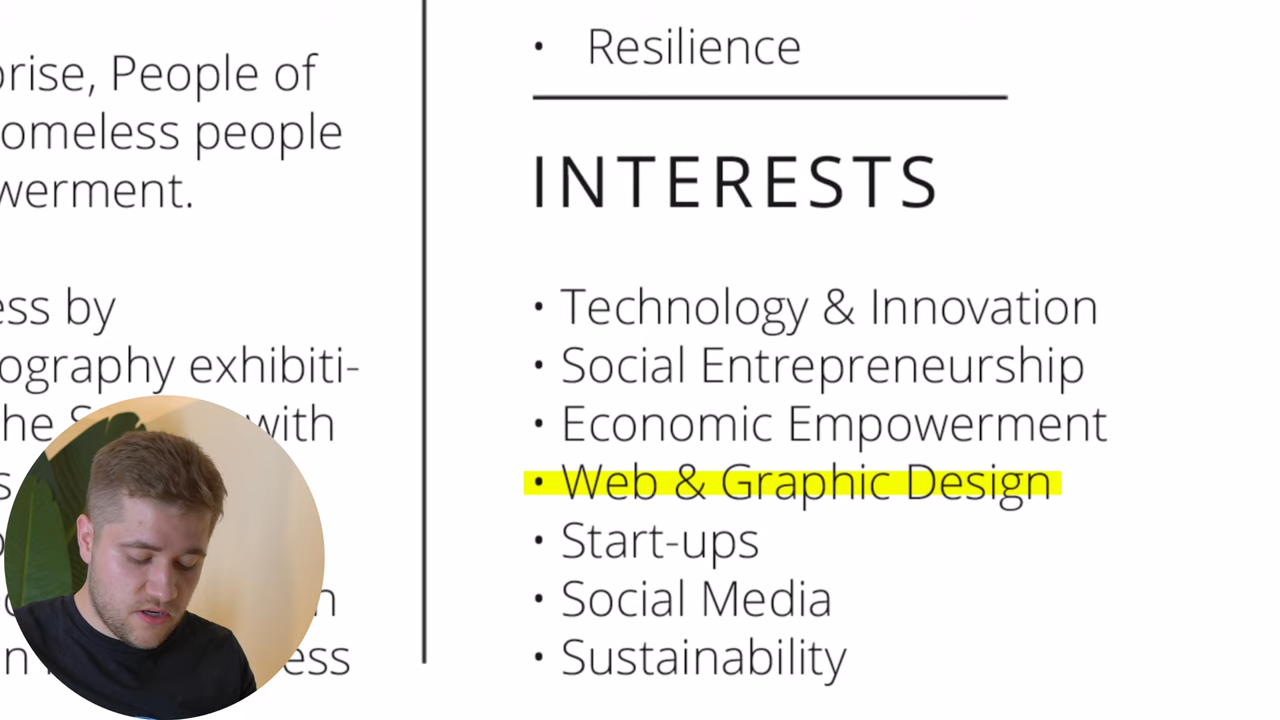 prise, People of
omeless people
werment.
ess by
ography exhibiti-
he with
ess
• Resilience
INTERESTS
• Technology & Innovation
• Social Entrepreneurship
• Economic Empowerment
• Web & Graphic Design
• Start-ups
• Social Media
• Sustainability